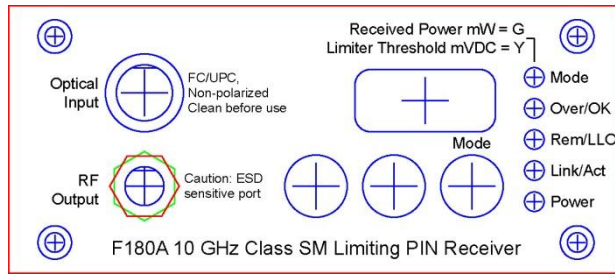 Received Power mW = G
Limiter Threshold mVDC = Y
Optical
Input
FC/UPC,
Non-polarized
Clean before use
Mode
Over/OK
Rem/LLO
Link/Act
Power
Mode
RF
Output
Caution: ESD
sensitive port
F180A 10 GHz Class SM Limiting PIN Receiver